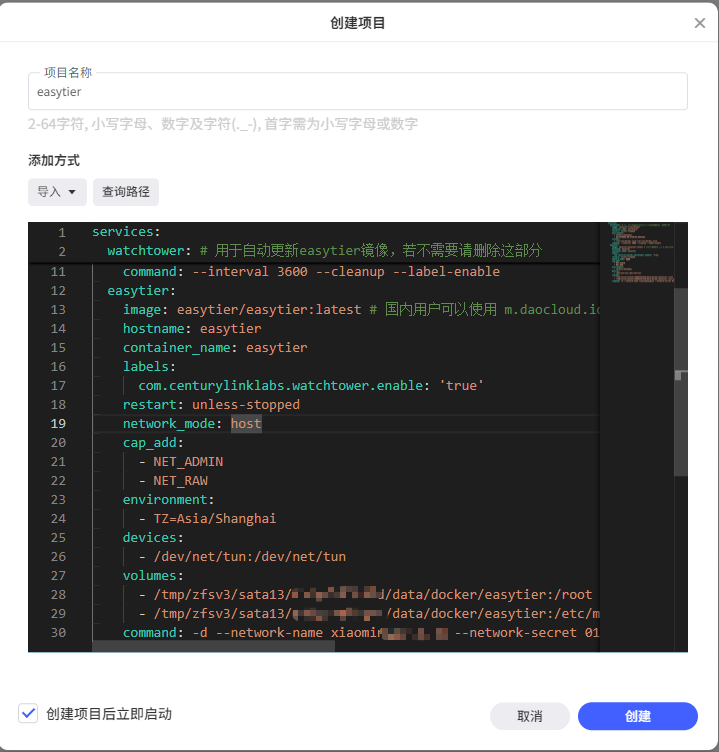 创建项目
项目名称
easytier
2-64字符, 小写字母、数字及字符(._-), 首字需为小写字母或数字
添加方式
导入 查询路径
1 services:
2 watchtower: # 用于自动更新easytier镜像，若不需要请删除这部分
11 command: --interval 3600 --cleanup --label-enable
12 easytier:
13 image: easytier/easytier:latest # 国内用户可以使用 m.daocloud.io
14 hostname: easytier
15 container_name: easytier
16 labels:
17 com.centurylinklabs.watchtower.enable: 'true'
18 restart: unless-stopped
19 network_mode: host
20 cap_add:
21 - NET_ADMIN
22 - NET_RAW
23 environment:
24 - TZ=Asia/Shanghai
25 devices:
26 - /dev/net/tun:/dev/net/tun
27 volumes:
28 - /tmp/zfsv3/sata13/ /data/docker/easytier:/root
29 - /tmp/zfsv3/sata13/ /data/docker/easytier:/etc/m
30 command: -d --network-name xiaomin --network-secret 01
创建项目后立即启动
取消
创建